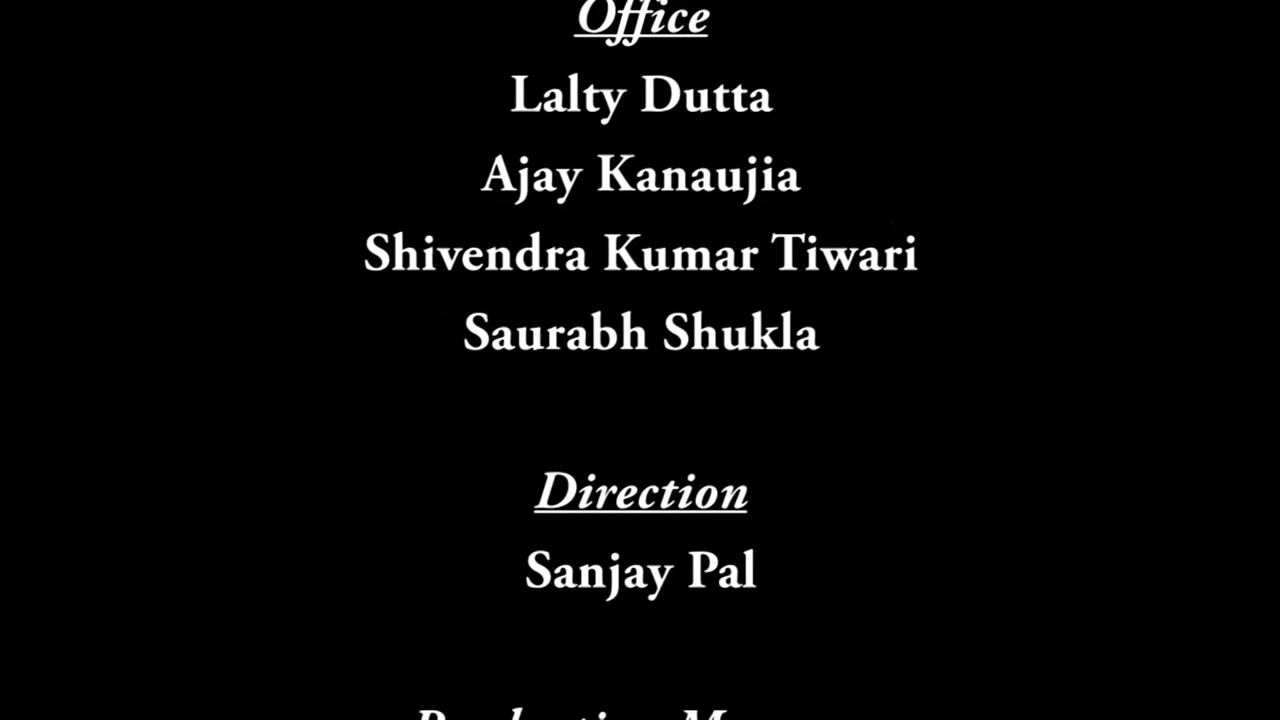 Office
Lalty Dutta
Ajay Kanaujia
Shivendra Kumar Tiwari
Saurabh Shukla
Direction
Sanjay Pal